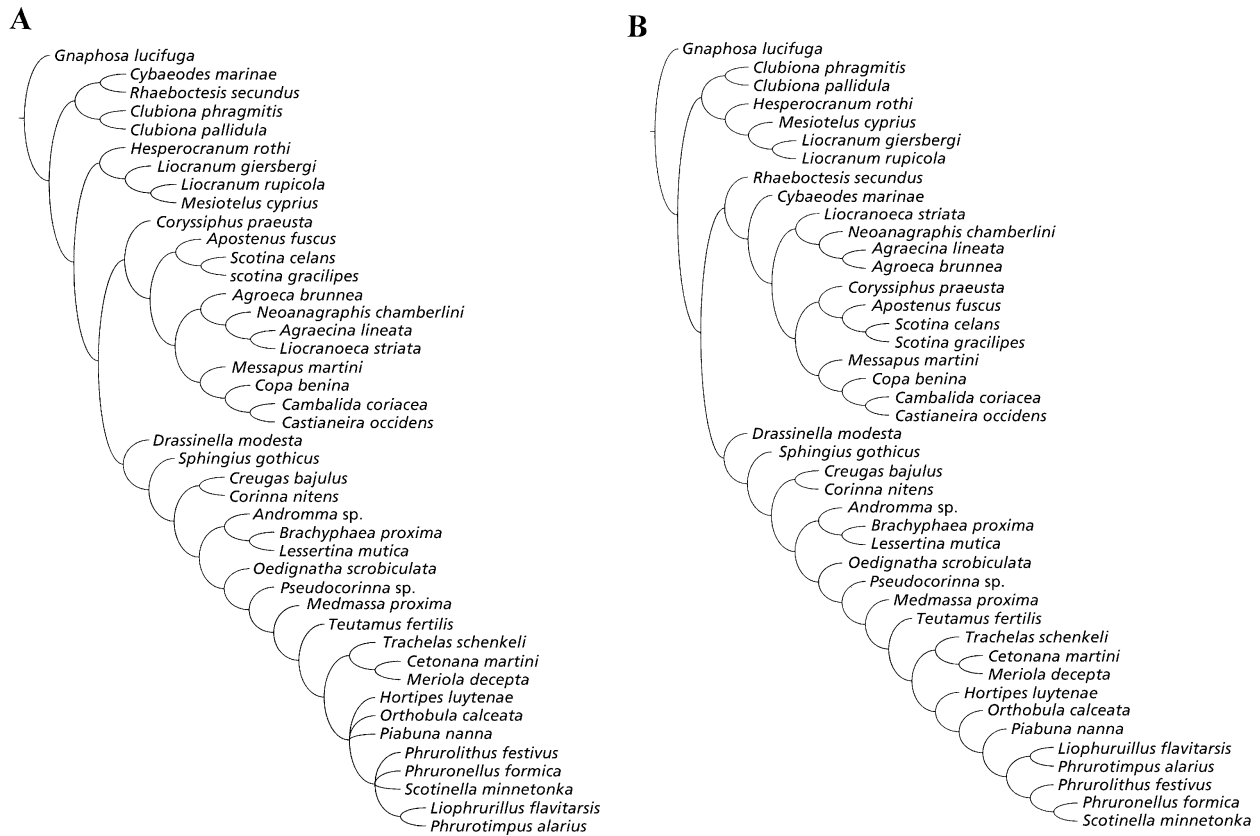 A
Gnaphosa lucifuga
Cybaeodes marinae
Rhaeboctesis secundus
Clubiona phragmitis
Clubiona pallidula
Hesperocranum rothi
Liocranum giersbergi
Liocranum rupicola
Mesiotelus cyprius
Coryssiphus praeusta
Apostenus fuscus
Scotina celans
scotina gracilipes
Agroeca brunnea
Neoanagraphis chamberlini
Agraecina lineata
Liocranoeca striata
Messapus martini
Copa benina
Cambalida coriacea
Castianeira occidens
Drassinella modesta
Sphingius gothicus
Creugas bajulus
Corinna nitens
Andromma sp.
Brachyphaea proxima
Lessertina mutica
Oedignatha scrobiculata
Pseudocorinna sp.
Medmassa proxima
Teutamus fertilis
Trachelas schenkeli
Cetonana martini
Meriola decepta
Hortipes luytenae
Orthobula calceata
Piabuna nanna
Phrurolithus festivus
Phruronellus formica
Scotinella minnetonka
Liophrurillus flavitarsis
Phrurotimpus alarius
B
Gnaphosa lucifuga
Clubiona phragmitis
Clubiona pallidula
Hesperocranum rothi
Mesiotelus cyprius
Liocranum giersbergi
Liocranum rupicola
Rhaeboctesis secundus
Cybaeodes marinae
Liocranoeca striata
Neoanagraphis chamberlini
Agraecina lineata
Agroeca brunnea
Coryssiphus praeusta
Apostenus fuscus
Scotina celans
Scotina gracilipes
Messapus martini
Copa benina
Cambalida coriacea
Castianeira occidens
Drassinella modesta
Sphingius gothicus
Creugas bajulus
Corinna nitens
Andromma sp.
Brachyphaea proxima
Lessertina mutica
Oedignatha scrobiculata
Pseudocorinna sp.
Medmassa proxima
Teutamus fertilis
Trachelas schenkeli
Cetonana martini
Meriola decepta
Hortipes luytenae
Orthobula calceata
Piabuna nanna
Liophuruillus flavitarsis
Phrurotimpus alarius
Phrurolithus festivus
Phruronellus formica
Scotinella minnetonka